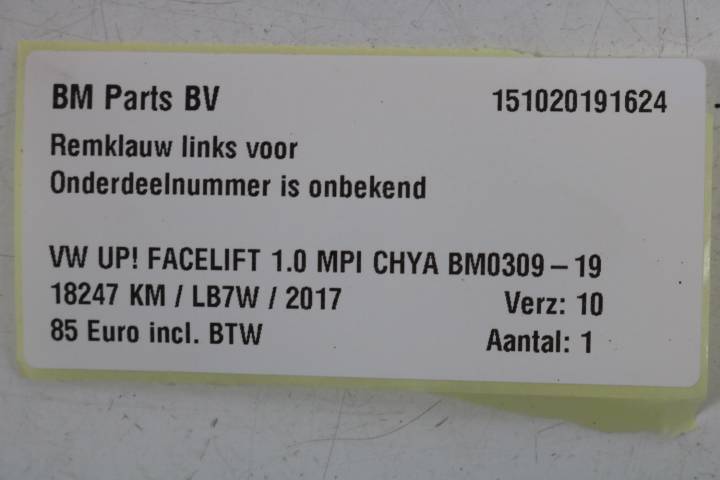 BM Parts BV 151020191624
Remklauw links voor
Onderdeelnummer is onbekend
VW UP! FACELIFT 1.0 MPI CHYA BM0309-19
18247 KM / LB7W / 2017 Verz: 10
85 Euro incl. BTW Aantal: 1